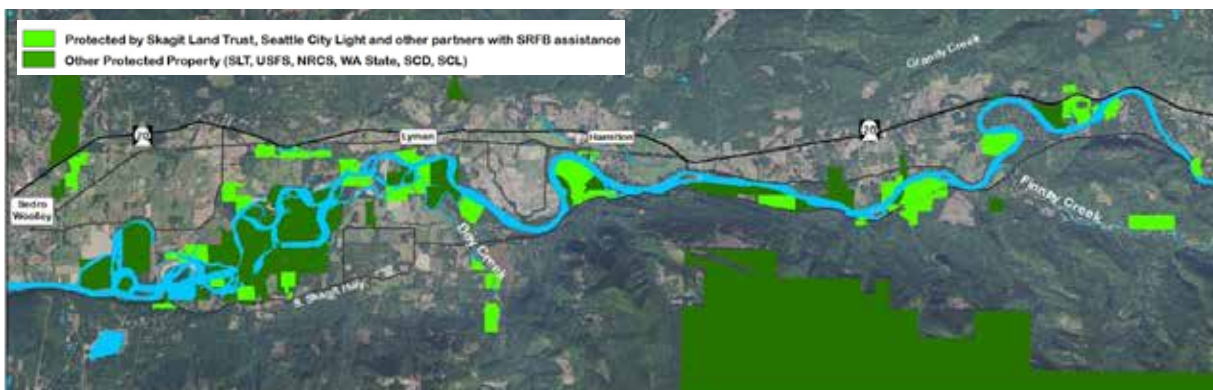 Protected by Skagit Land Trust, Seattle City Light and other partners with SRFB assistance
Other Protected Property (SLT, USFS, NRCS, WA State, SCD, SCL)
Grandy Creek
20
Lyman
Hamilton
20
Sedro
Woolley
Finney Creek
Day Creek
S. Skagit Hwy